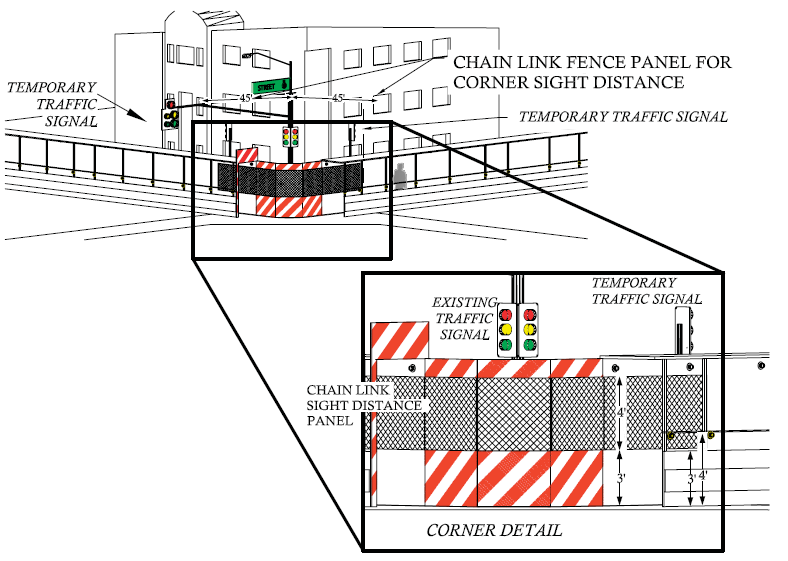 CHAIN LINK FENCE PANEL FOR
CORNER SIGHT DISTANCE
TEMPORARY
TRAFFIC
SIGNAL
STREET
45'
45'
TEMPORARY TRAFFIC SIGNAL
EXISTING
TRAFFIC
SIGNAL
TEMPORARY
TRAFFIC SIGNAL
CHAIN LINK
SIGHT DISTANCE
PANEL
4'
3'
3'
4'
CORNER DETAIL